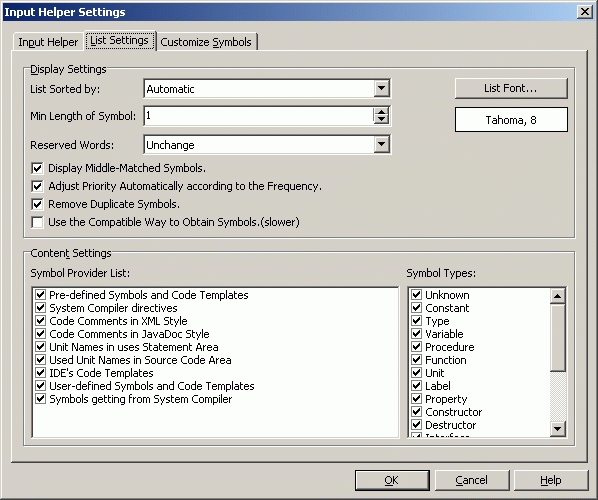 Input Helper Settings
Input Helper
List Settings
Customize Symbols
Display Settings
List Sorted by:
Automatic
List Font...
Min Length of Symbol:
1
Tahoma, 8
Reserved Words:
Unchange
Display Middle-Matched Symbols.
Adjust Priority Automatically according to the Frequency.
Remove Duplicate Symbols.
Use the Compatible Way to Obtain Symbols.(slower)
Content Settings
Symbol Provider List:
Pre-defined Symbols and Code Templates
System Compiler directives
Code Comments in XML Style
Code Comments in JavaDoc Style
Unit Names in uses Statement Area
Used Unit Names in Source Code Area
IDE's Code Templates
User-defined Symbols and Code Templates
Symbols getting from System Compiler
Symbol Types:
Unknown
Constant
Type
Variable
Procedure
Function
Unit
Label
Property
Constructor
Destructor
Interface
OK
Cancel
Help